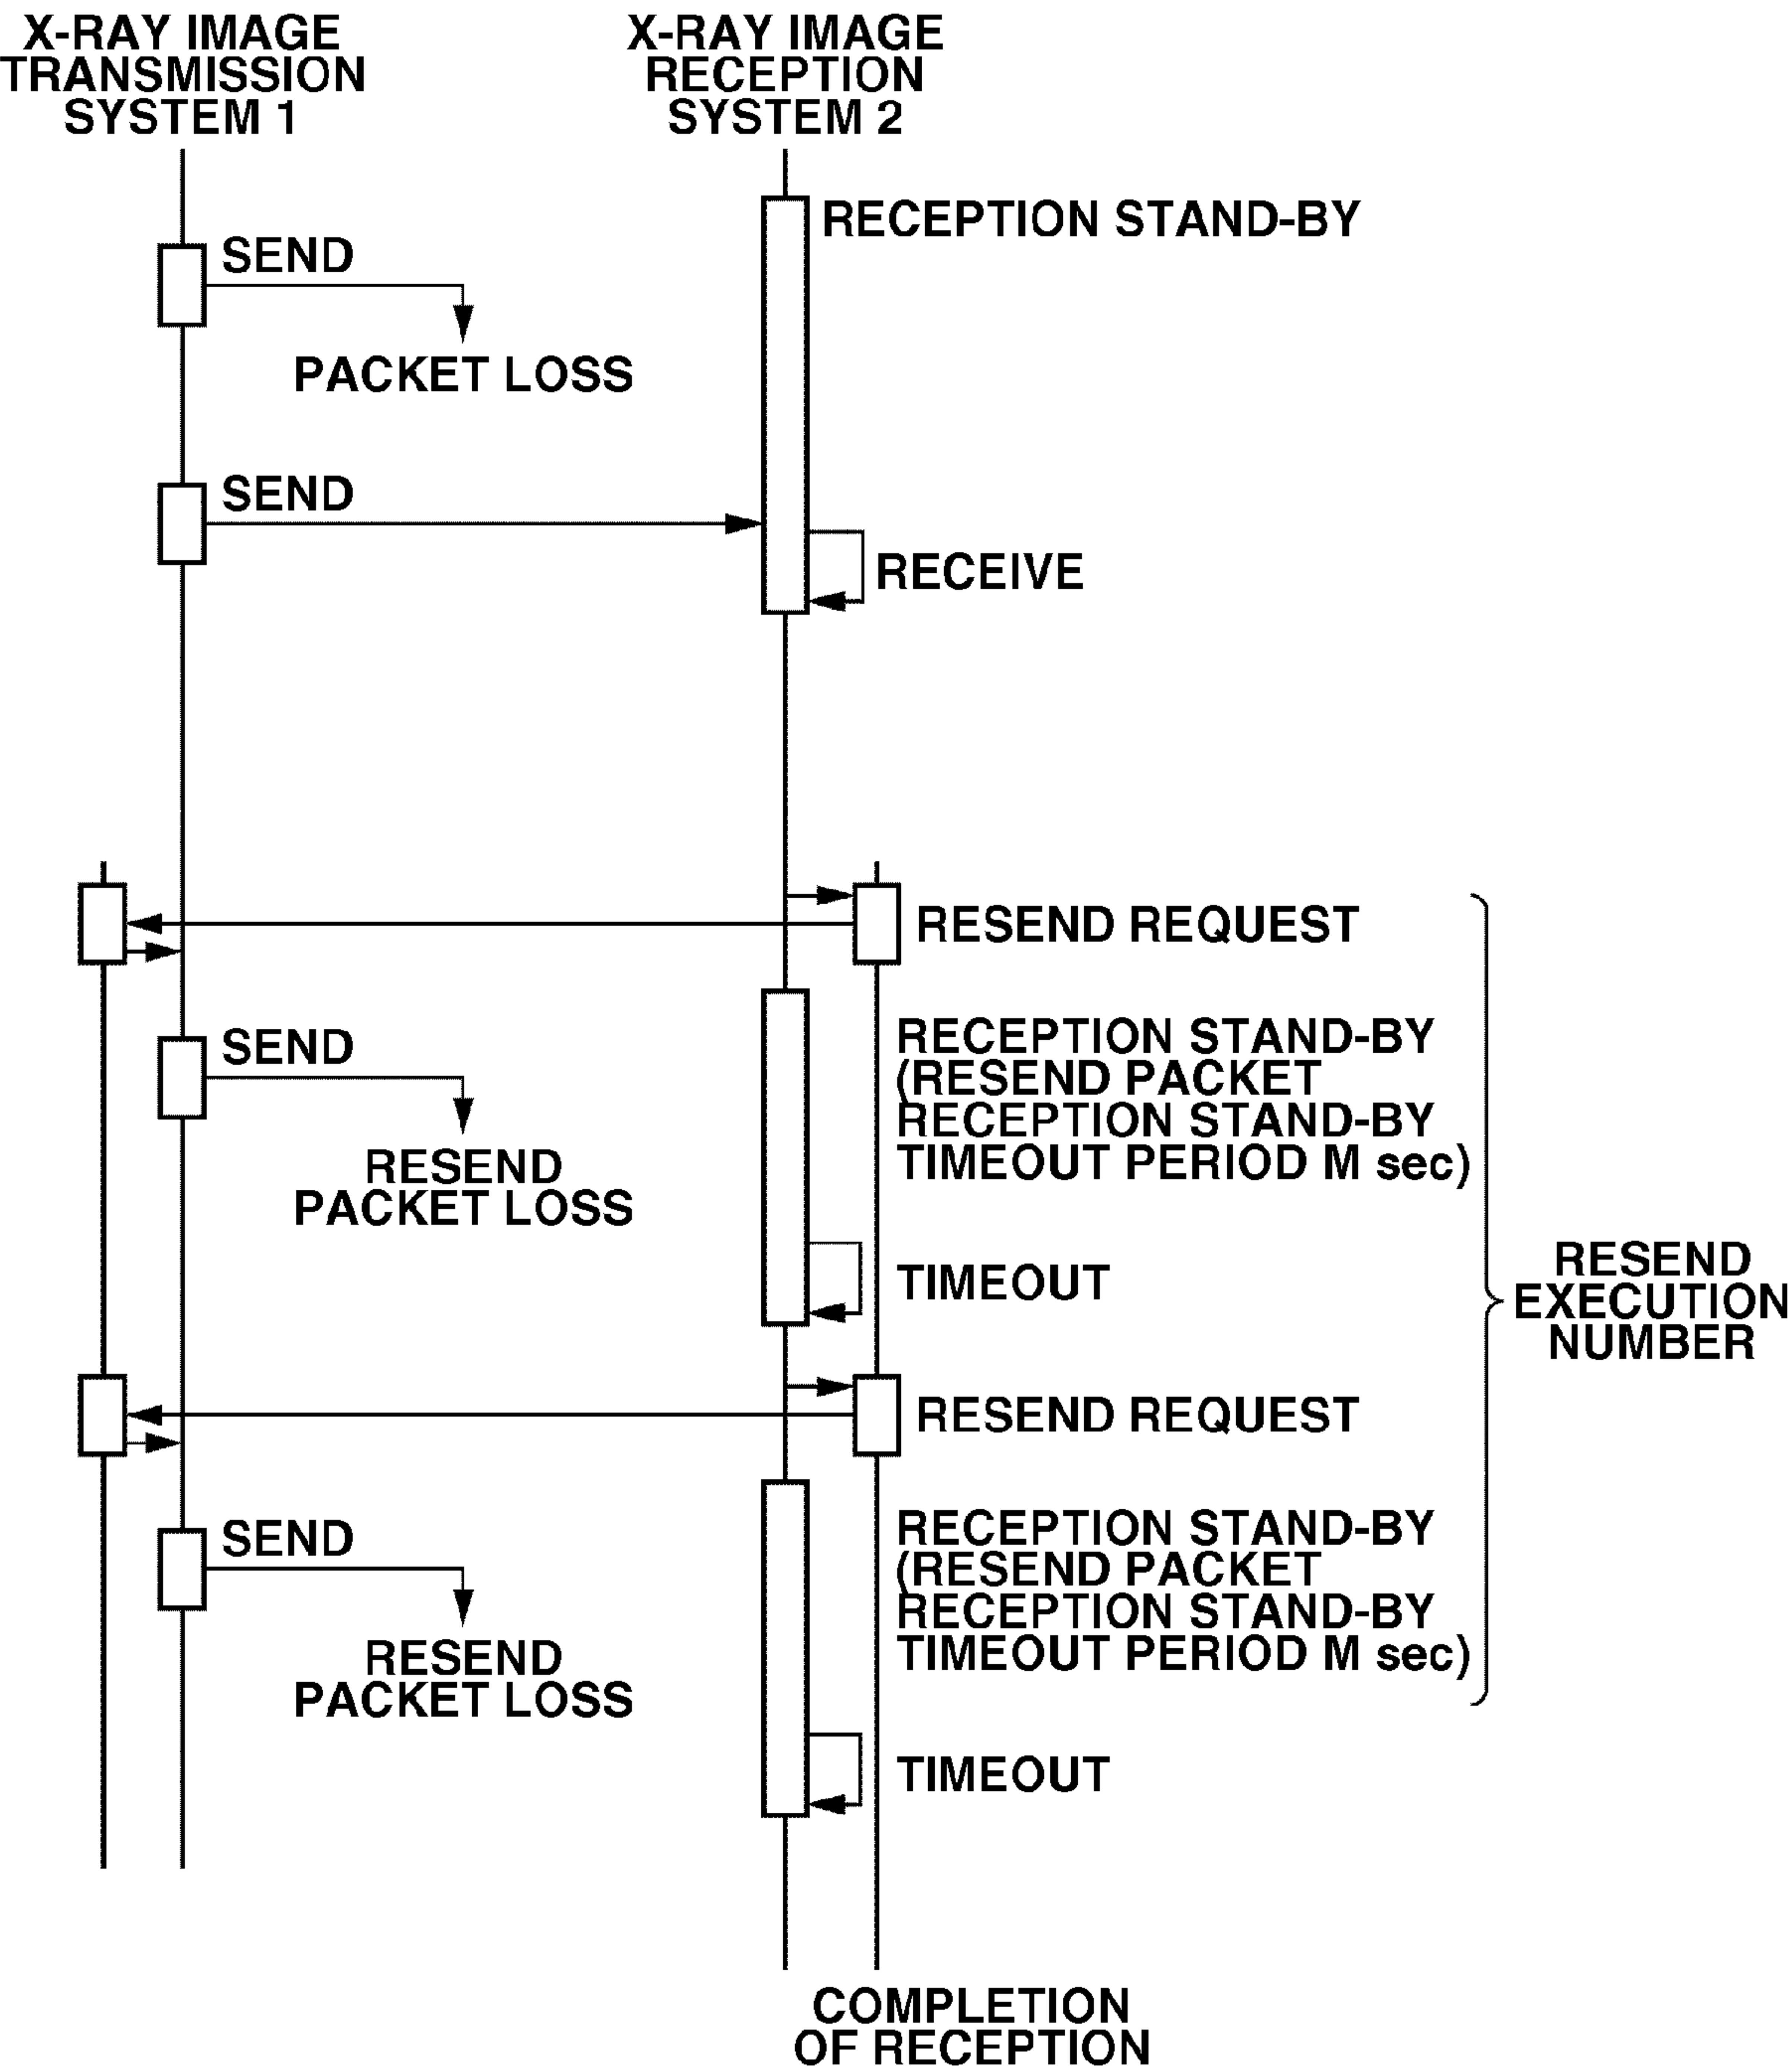 X-RAY IMAGE
TRANSMISSION
SYSTEM 1
X-RAY IMAGE
RECEPTION
SYSTEM 2
RECEPTION STAND-BY
SEND
PACKET LOSS
SEND
RECEIVE
RESEND REQUEST
SEND
RECEPTION STAND-BY
(RESEND PACKET
RECEPTION STAND-BY
TIMEOUT PERIOD M sec)
RESEND
PACKET LOSS
TIMEOUT
RESEND
EXECUTION
NUMBER
RESEND REQUEST
SEND
RECEPTION STAND-BY
(RESEND PACKET
RECEPTION STAND-BY
TIMEOUT PERIOD M sec)
RESEND
PACKET LOSS
TIMEOUT
COMPLETION
OF RECEPTION